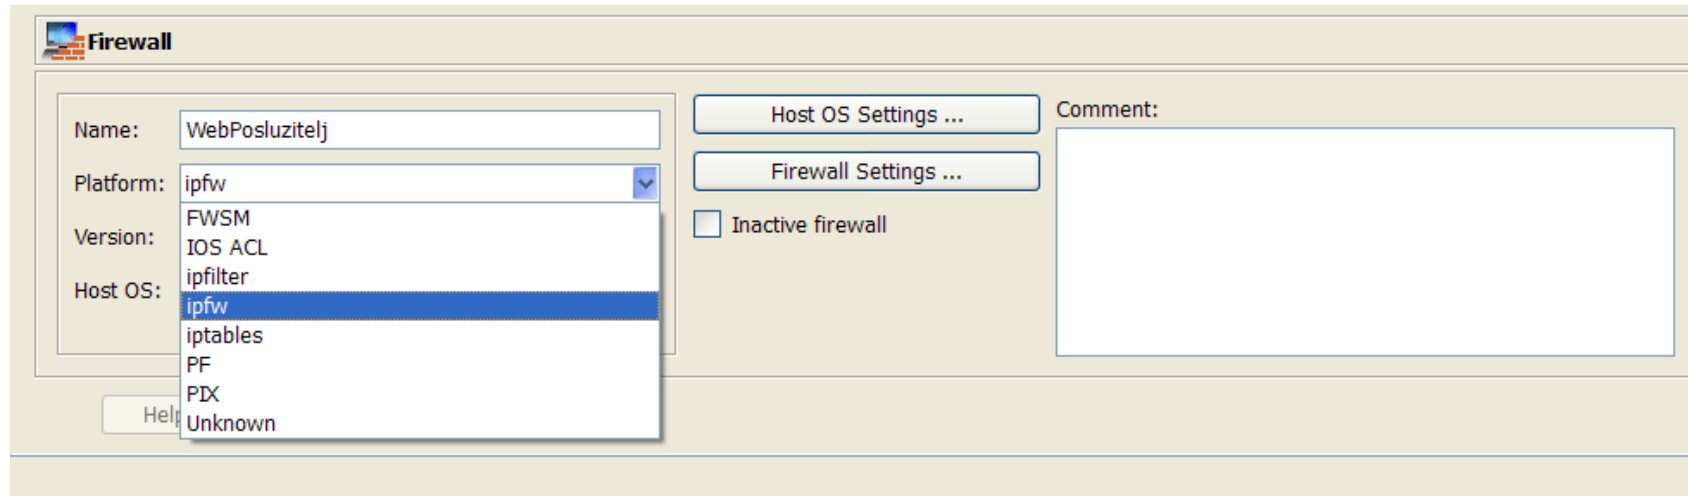 Firewall
Name: WebPosluzitelj
Platform: ipfw
Version:
Host OS:
FWSM
IOS ACL
ipfilter
ipfw
iptables
PF
PIX
Unknown
Host OS Settings ...
Firewall Settings ...
Inactive firewall
Comment:
Help